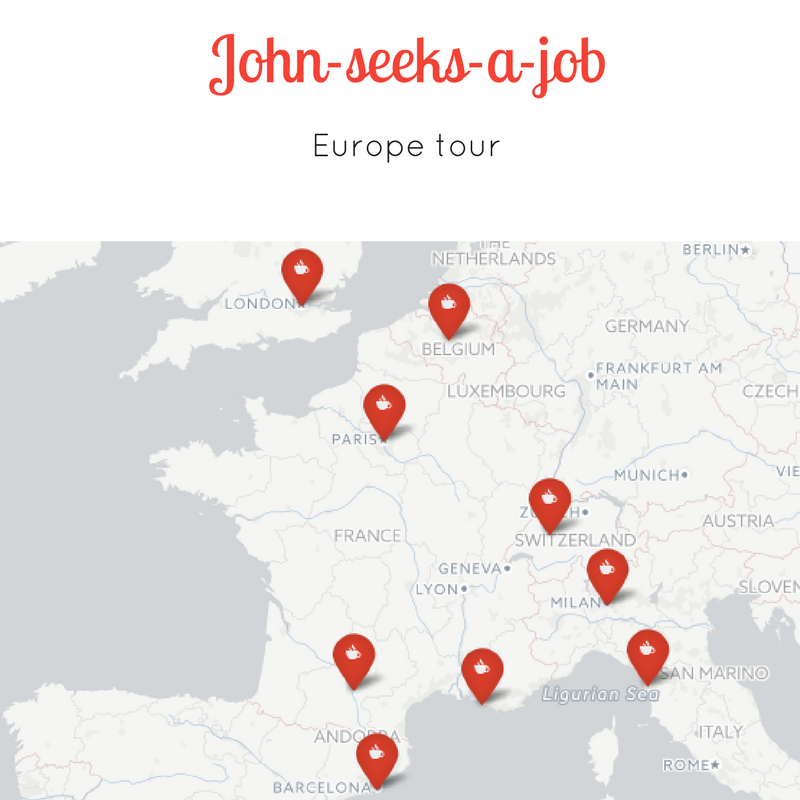 John-seeks-a-job
Europe tour
THE
NETHERLANDS
BERLIN
LONDON
GERMANY
BELGIUM
FRANKFURT AM
MAIN
LUXEMBOURG
CZECH
PARIS
MUNICH
VIE
AUSTRIA
FRANCE
SWITZERLAND
GENEVA
LYON
MILAN
SLOVEN
SAN MARINO
Ligurian Sea
ANDORRA
ITALY
ROME
BARCELONA